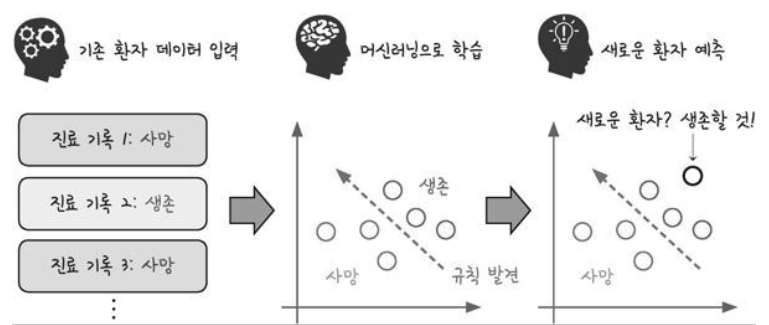 기존 환자 데이터 입력
머신러닝으로 학습
새로운 환자 예측
진료 기록 1: 사망
진료 기록 2: 생존
진료 기록 3: 사망
생존
사망
규칙 발견
새로운 환자? 생존할 것!
사망